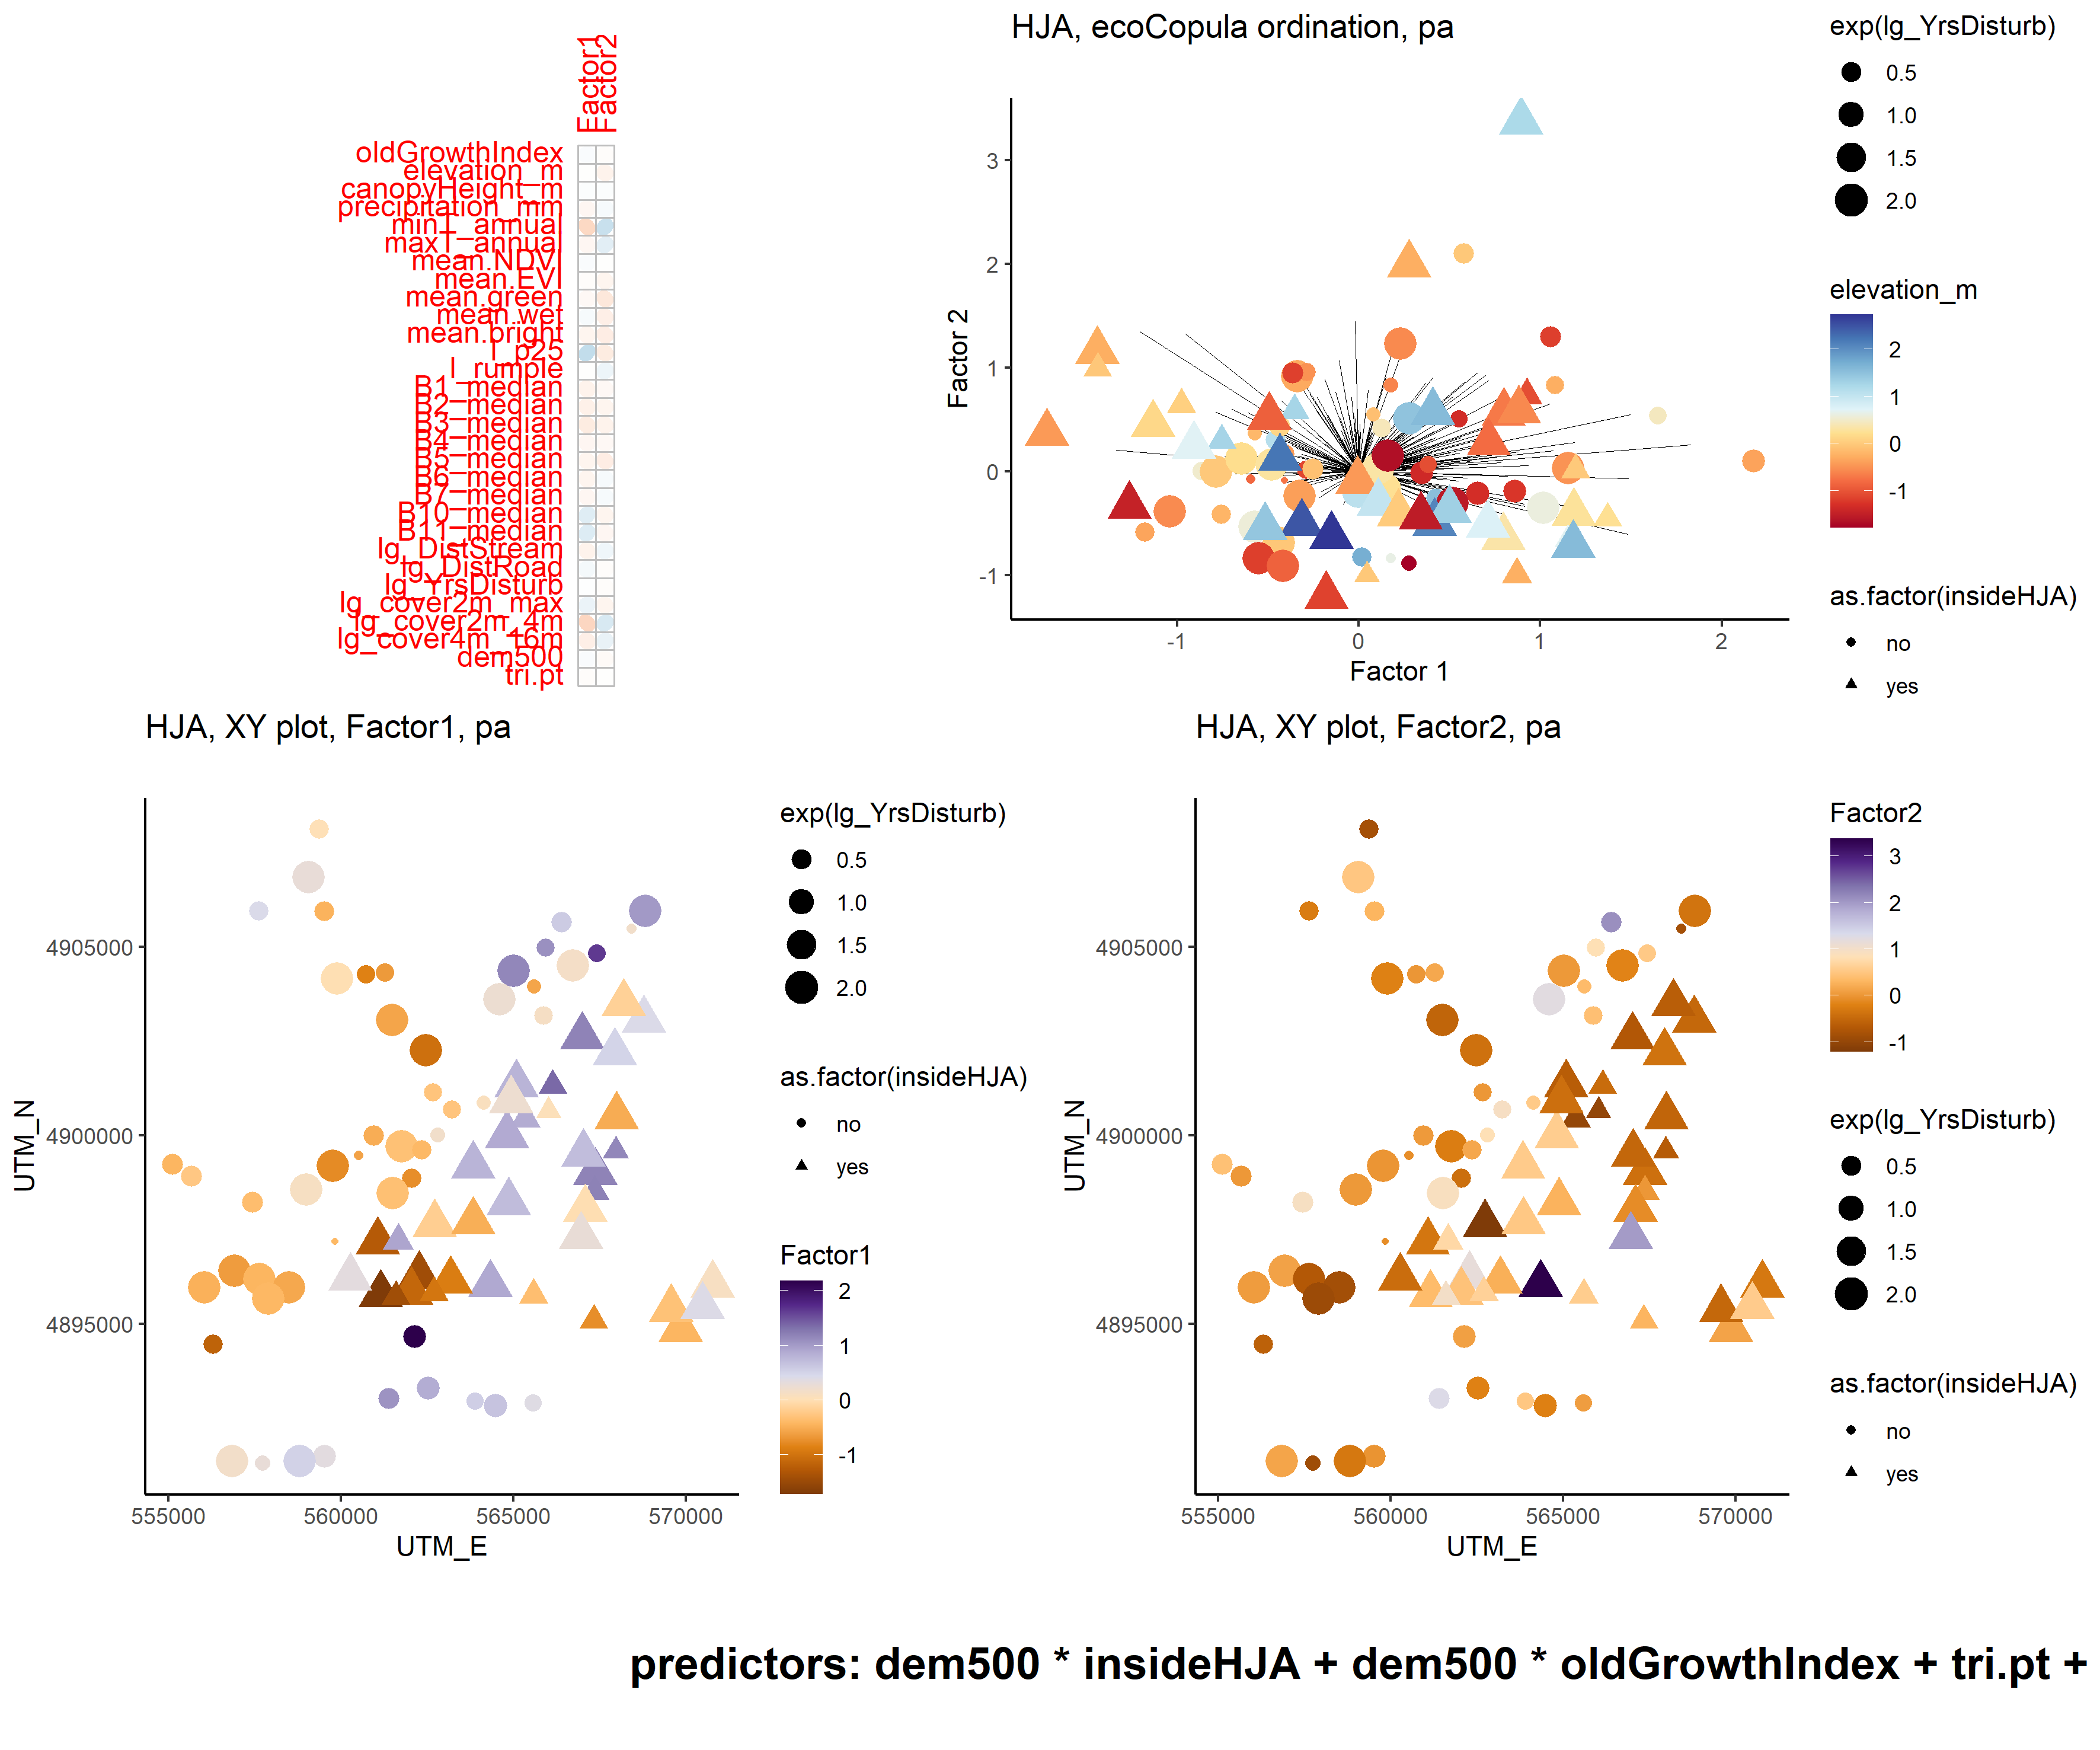 Factor1
Factor2
oldGrowthIndex
elevation_m
canopyHeight_m
precipitation_mm
minT_annual
maxT_annual
mean.NDVI
mean.EVI
mean.green
mean.wet
mean.bright
l_p25
l_rumple
B1_median
B2_median
B3_median
B4_median
B5_median
B6_median
B7_median
B10_median
B11_median
lg_DistStream
lg_DistRoad
lg_YrsDisturb
lg_cover2m_max
lg_cover2m_4m
lg_cover4m_16m
dem500
tri.pt
HJA, ecoCopula ordination, pa
Factor 2
3
2
1
0
-1
-1
0
1
2
Factor 1
exp(lg_YrsDisturb)
0.5
1.0
1.5
2.0
elevation_m
2
1
0
-1
as.factor(insideHJA)
no
yes
HJA, XY plot, Factor1, pa
UTM_N
4905000
4900000
4895000
555000
560000
565000
570000
UTM_E
exp(lg_YrsDisturb)
0.5
1.0
1.5
2.0
as.factor(insideHJA)
no
yes
Factor1
2
1
0
-1
HJA, XY plot, Factor2, pa
UTM_N
4905000
4900000
4895000
555000
560000
565000
570000
UTM_E
Factor2
3
2
1
0
-1
exp(lg_YrsDisturb)
0.5
1.0
1.5
2.0
as.factor(insideHJA)
no
yes
predictors: dem500 * insideHJA + dem500 * oldGrowthIndex + tri.pt +